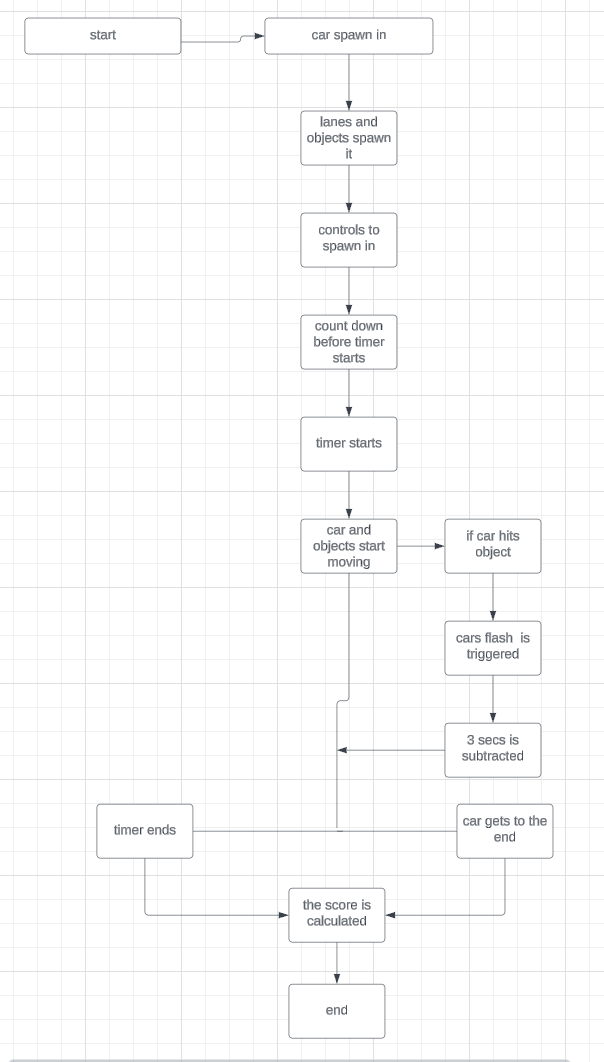 start
car spawn in
lanes and
objects spawn
it
controls to
spawn in
count down
before timer
starts
timer starts
car and
objects start
moving
if car hits
object
cars flash  is
triggered
3 secs is
subtracted
timer ends
car gets to the
end
the score is
calculated
end